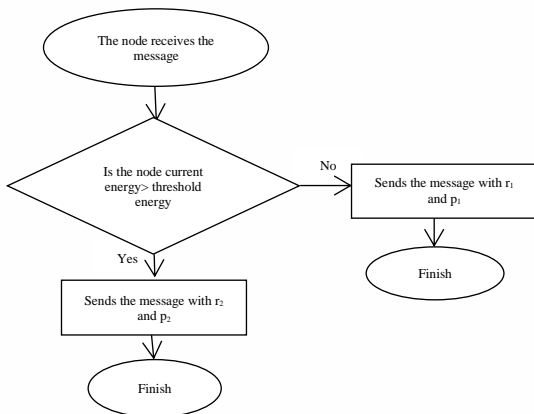 The node receives the
message
Is the node current
energy> threshold
energy
No
Sends the message with r₁
and p₁
Finish
Yes
Sends the message with r₂
and p₂
Finish